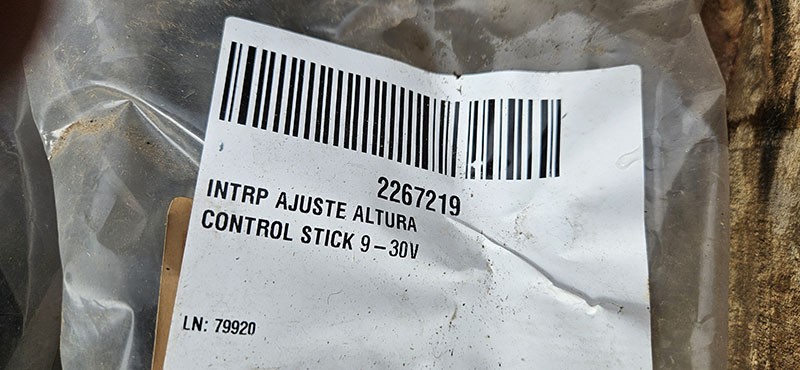 2267219
INTRP AJUSTE ALTURA
CONTROL STICK 9-30V
LN: 79920